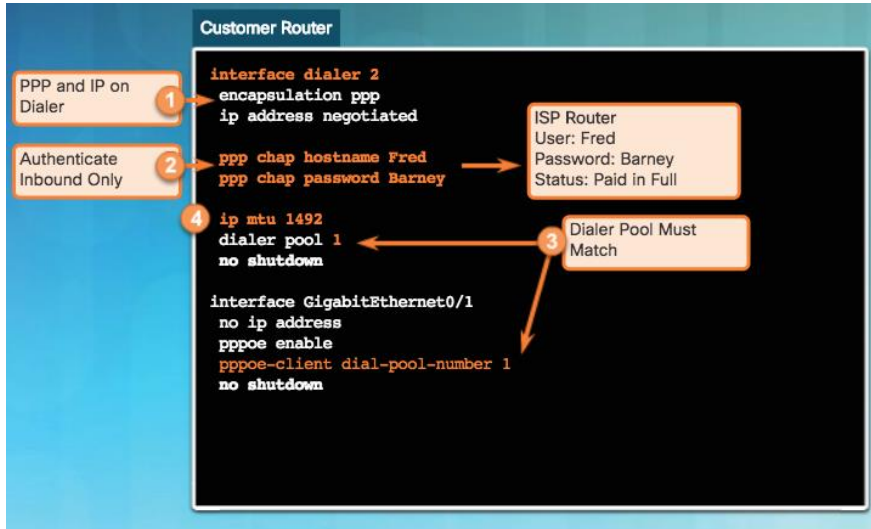 Customer Router
PPP and IP on
Dialer
1
interface dialer 2
encapsulation ppp
ip address negotiated
Authenticate
Inbound Only
2
ppp chap hostname Fred
ppp chap password Barney
ISP Router
User: Fred
Password: Barney
Status: Paid in Full
4
ip mtu 1492
dialer pool 1
no shutdown
3
Dialer Pool Must
Match
interface GigabitEthernet0/1
no ip address
pppoe enable
pppoe-client dial-pool-number 1
no shutdown